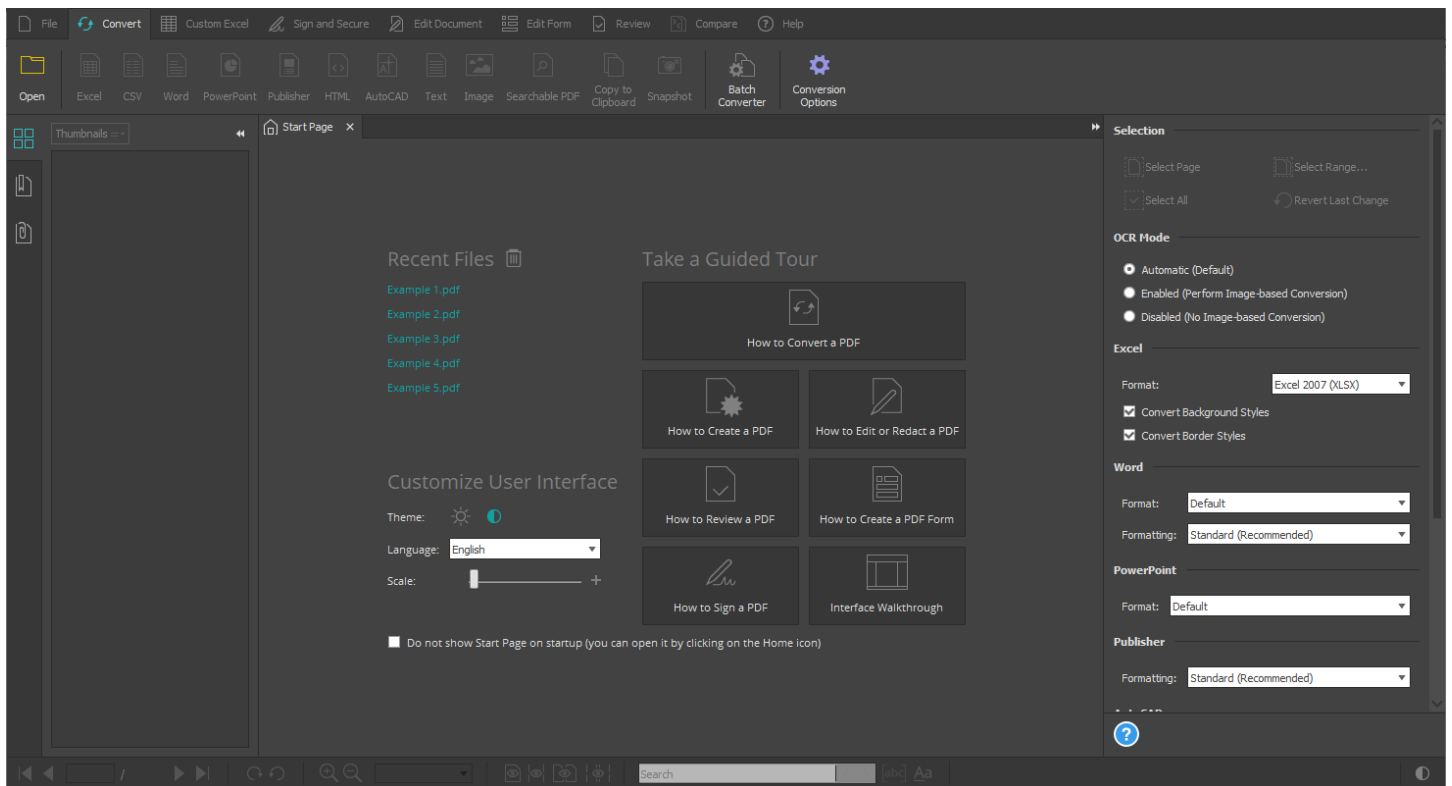 File Convert Custom Excel Sign and Secure Edit Document Edit Form Review Compare Help
Open Excel CSV Word PowerPoint Publisher HTML AutoCAD Text Image Searchable PDF Copy to Clipboard Snapshot Batch Converter Conversion Options
Thumbnails
Start Page
Recent Files
Example 1.pdf
Example 2.pdf
Example 3.pdf
Example 4.pdf
Example 5.pdf
Customize User Interface
Theme:
Language: English
Scale:
Take a Guided Tour
How to Convert a PDF
How to Create a PDF
How to Edit or Redact a PDF
How to Review a PDF
How to Create a PDF Form
How to Sign a PDF
Interface Walkthrough
Do not show Start Page on startup (you can open it by clicking on the Home icon)
Selection
Select Page Select Range...
Select All Revert Last Change
OCR Mode
Automatic (Default)
Enabled (Perform Image-based Conversion)
Disabled (No Image-based Conversion)
Excel
Format: Excel 2007 (XLSX)
Convert Background Styles
Convert Border Styles
Word
Format: Default
Formatting: Standard (Recommended)
PowerPoint
Format: Default
Publisher
Formatting: Standard (Recommended)
/ Search [abc] Aa